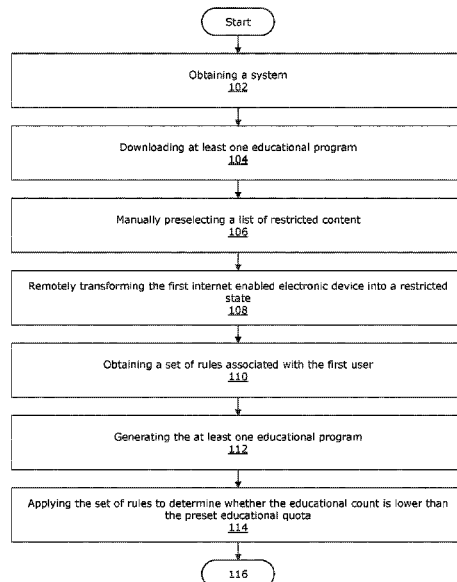 Start
Obtaining a system
102
Downloading at least one educational program
104
Manually preselecting a list of restricted content
106
Remotely transforming the first internet enabled electronic device into a restricted
state
108
Obtaining a set of rules associated with the first user
110
Generating the at least one educational program
112
Applying the set of rules to determine whether the educational count is lower than
the preset educational quota
114
116